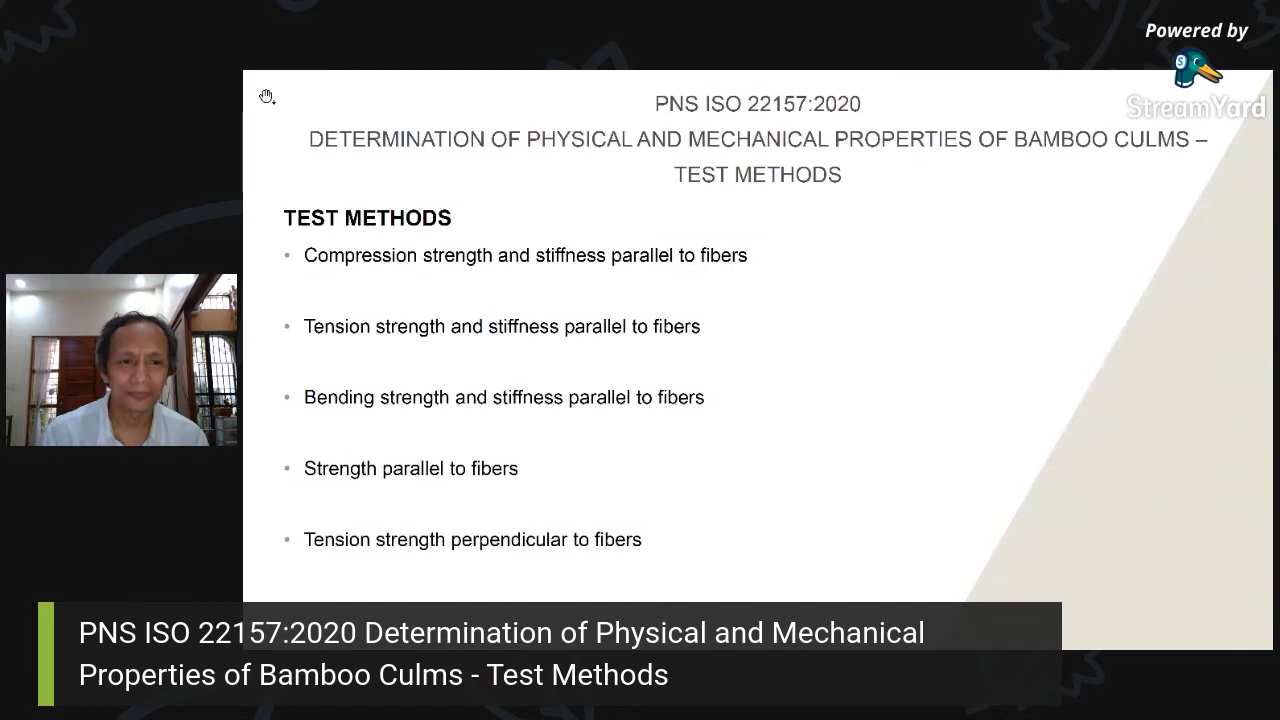 Powered by
StreamYard
PNS ISO 22157:2020
DETERMINATION OF PHYSICAL AND MECHANICAL PROPERTIES OF BAMBOO CULMS –
TEST METHODS
TEST METHODS
• Compression strength and stiffness parallel to fibers
• Tension strength and stiffness parallel to fibers
• Bending strength and stiffness parallel to fibers
• Strength parallel to fibers
• Tension strength perpendicular to fibers
PNS ISO 22157:2020 Determination of Physical and Mechanical
Properties of Bamboo Culms - Test Methods